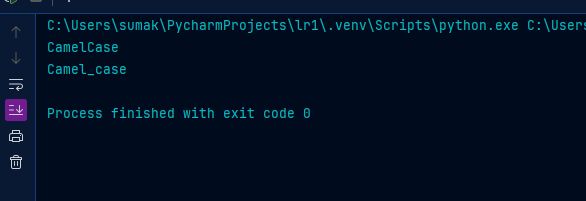 C:\Users\sumak\PycharmProjects\lr1\.venv\Scripts\python.exe C:\Users
CamelCase
Camel_case
Process finished with exit code 0